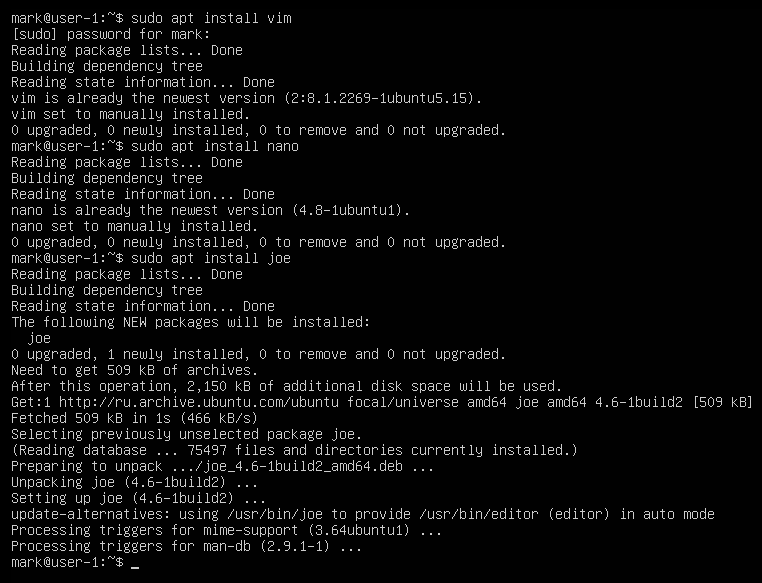 mark@user-1:~$ sudo apt install vim
[sudo] password for mark:
Reading package lists... Done
Building dependency tree
Reading state information... Done
vim is already the newest version (2:8.1.2269-1ubuntu5.15).
vim set to manually installed.
0 upgraded, 0 newly installed, 0 to remove and 0 not upgraded.
mark@user-1:~$ sudo apt install nano
Reading package lists... Done
Building dependency tree
Reading state information... Done
nano is already the newest version (4.8-1ubuntu1).
nano set to manually installed.
0 upgraded, 0 newly installed, 0 to remove and 0 not upgraded.
mark@user-1:~$ sudo apt install joe
Reading package lists... Done
Building dependency tree
Reading state information... Done
The following NEW packages will be installed:
  joe
0 upgraded, 1 newly installed, 0 to remove and 0 not upgraded.
Need to get 509 kB of archives.
After this operation, 2,150 kB of additional disk space will be used.
Get:1 http://ru.archive.ubuntu.com/ubuntu focal/universe amd64 joe amd64 4.6-1build2 [509 kB]
Fetched 509 kB in 1s (466 kB/s)
Selecting previously unselected package joe.
(Reading database ... 75497 files and directories currently installed.)
Preparing to unpack .../joe_4.6-1build2_amd64.deb ...
Unpacking joe (4.6-1build2) ...
Setting up joe (4.6-1build2) ...
update-alternatives: using /usr/bin/joe to provide /usr/bin/editor (editor) in auto mode
Processing triggers for mime-support (3.64ubuntu1) ...
Processing triggers for man-db (2.9.1-1) ...
mark@user-1:~$ _